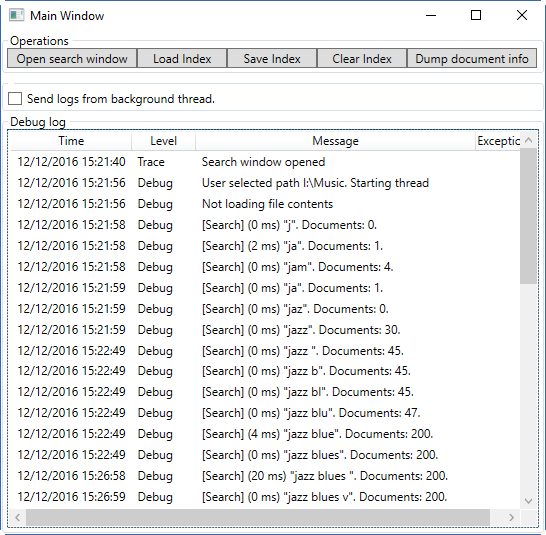 Main Window
Operations
Open search window Load Index Save Index Clear Index Dump document info
Send logs from background thread.
Debug log
Time Level Message Exceptio
12/12/2016 15:21:40 Trace Search window opened
12/12/2016 15:21:56 Debug User selected path I:\Music. Starting thread
12/12/2016 15:21:56 Debug Not loading file contents
12/12/2016 15:21:58 Debug [Search] (0 ms) "j". Documents: 0.
12/12/2016 15:21:58 Debug [Search] (2 ms) "ja". Documents: 1.
12/12/2016 15:21:58 Debug [Search] (0 ms) "jam". Documents: 4.
12/12/2016 15:21:59 Debug [Search] (0 ms) "ja". Documents: 1.
12/12/2016 15:21:59 Debug [Search] (0 ms) "jaz". Documents: 0.
12/12/2016 15:21:59 Debug [Search] (0 ms) "jazz". Documents: 30.
12/12/2016 15:22:49 Debug [Search] (0 ms) "jazz ". Documents: 45.
12/12/2016 15:22:49 Debug [Search] (0 ms) "jazz b". Documents: 45.
12/12/2016 15:22:49 Debug [Search] (0 ms) "jazz bl". Documents: 45.
12/12/2016 15:22:49 Debug [Search] (0 ms) "jazz blu". Documents: 47.
12/12/2016 15:22:49 Debug [Search] (4 ms) "jazz blue". Documents: 200.
12/12/2016 15:22:49 Debug [Search] (0 ms) "jazz blues". Documents: 200.
12/12/2016 15:26:58 Debug [Search] (20 ms) "jazz blues ". Documents: 200.
12/12/2016 15:26:59 Debug [Search] (0 ms) "jazz blues v". Documents: 200.